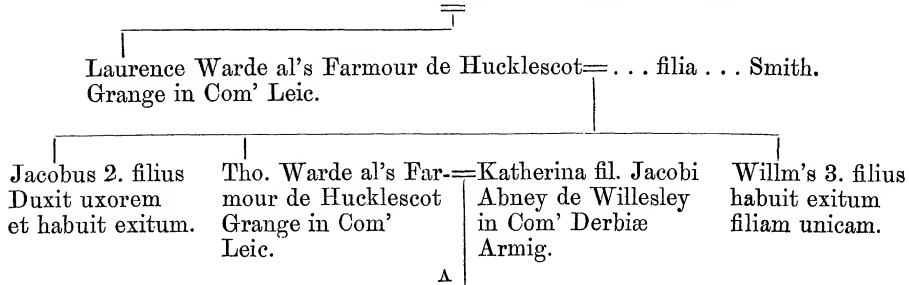 Laurence Warde al's Farmour de Hucklescot=. . . filia . . . Smith.
Grange in Com' Leic.
Jacobus 2. filius
Duxit uxorem
et habuit exitum.
Tho. Warde al's Far-
mour de Hucklescot
Grange in Com'
Leic.
=Katherina fil. Jacobi
Abney de Willesley
in Com' Derbiæ
Armig.
Willm's 3. filius
habuit exitum
filiam unicam.
A